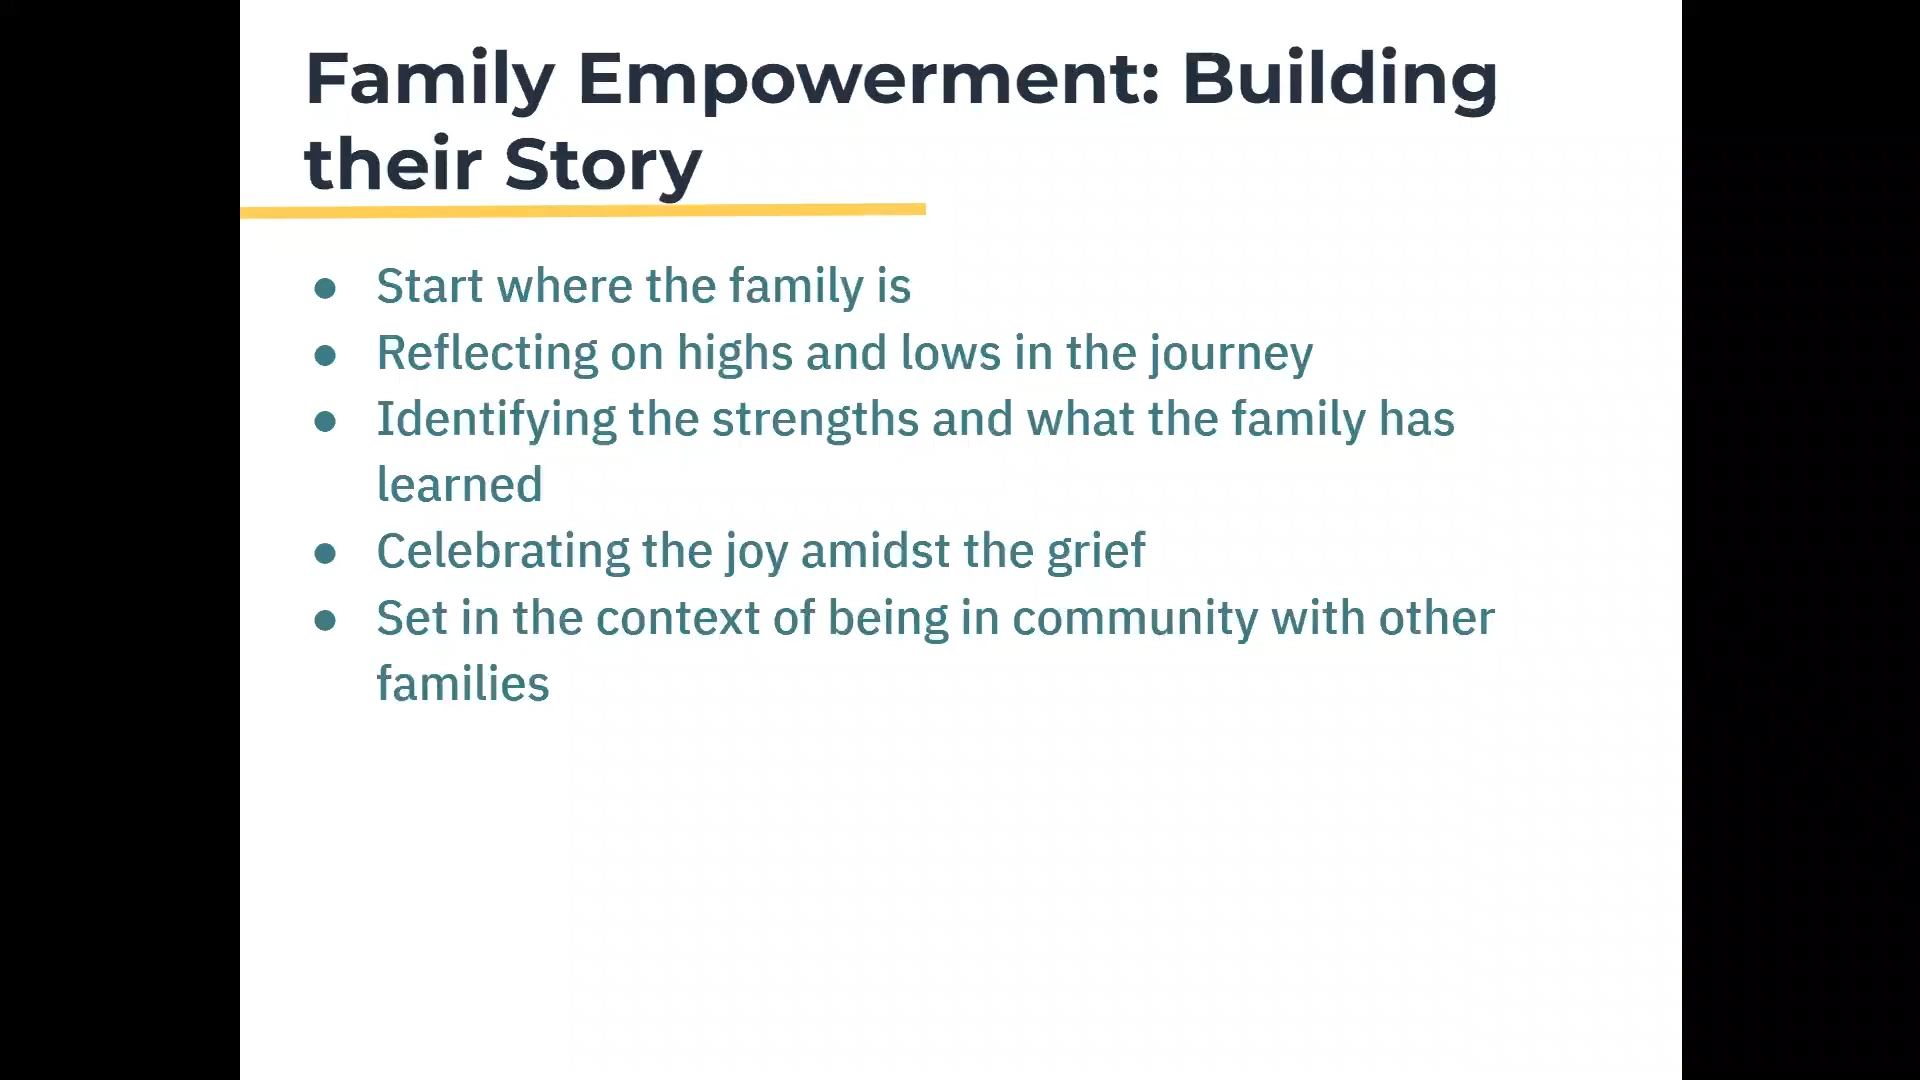 Family Empowerment: Building
their Story
● Start where the family is
● Reflecting on highs and lows in the journey
● Identifying the strengths and what the family has
learned
● Celebrating the joy amidst the grief
● Set in the context of being in community with other
families